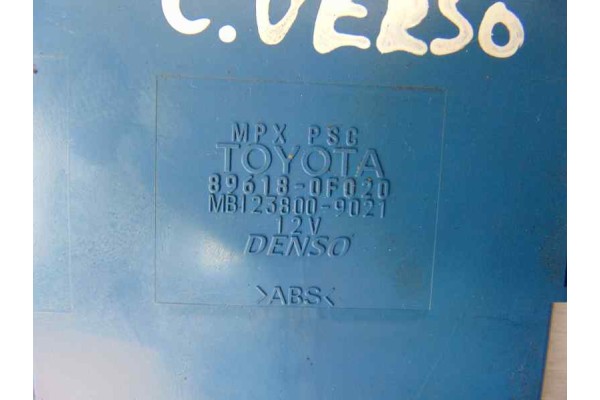 C.VERSO
MPX PSC
TOYOTA
89618-0F020
MB123800-9021
12V
DENSO
>ABS<